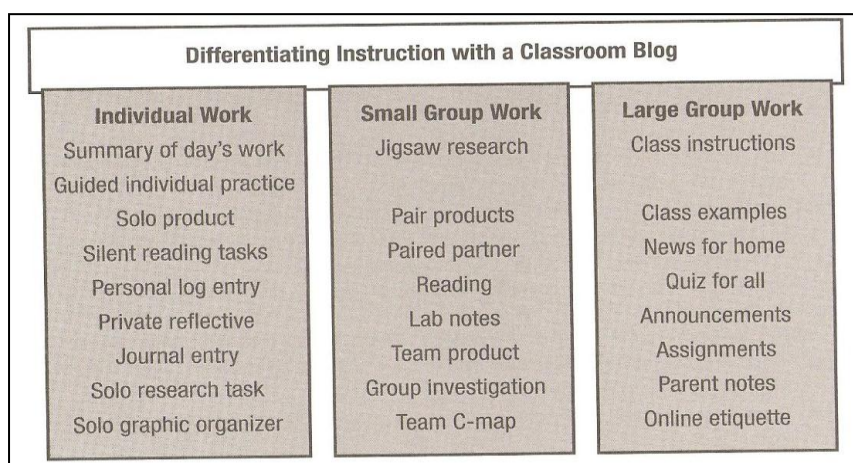 Differentiating Instruction with a Classroom Blog
Individual Work
Summary of day's work
Guided individual practice
Solo product
Silent reading tasks
Personal log entry
Private reflective
Journal entry
Solo research task
Solo graphic organizer
Small Group Work
Jigsaw research
Pair products
Paired partner
Reading
Lab notes
Team product
Group investigation
Team C-map
Large Group Work
Class instructions
Class examples
News for home
Quiz for all
Announcements
Assignments
Parent notes
Online etiquette